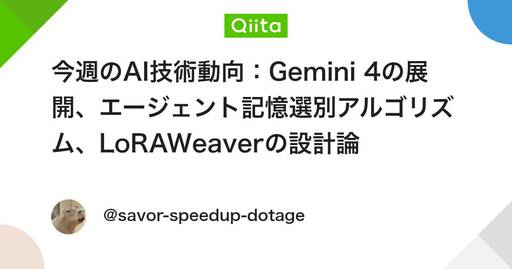 Qiita
今週のAI技術動向：Gemini 4の展
開、エージェント記憶選別アルゴリズ
ム、LoRAWeaverの設計論
@savor-speedup-dotage